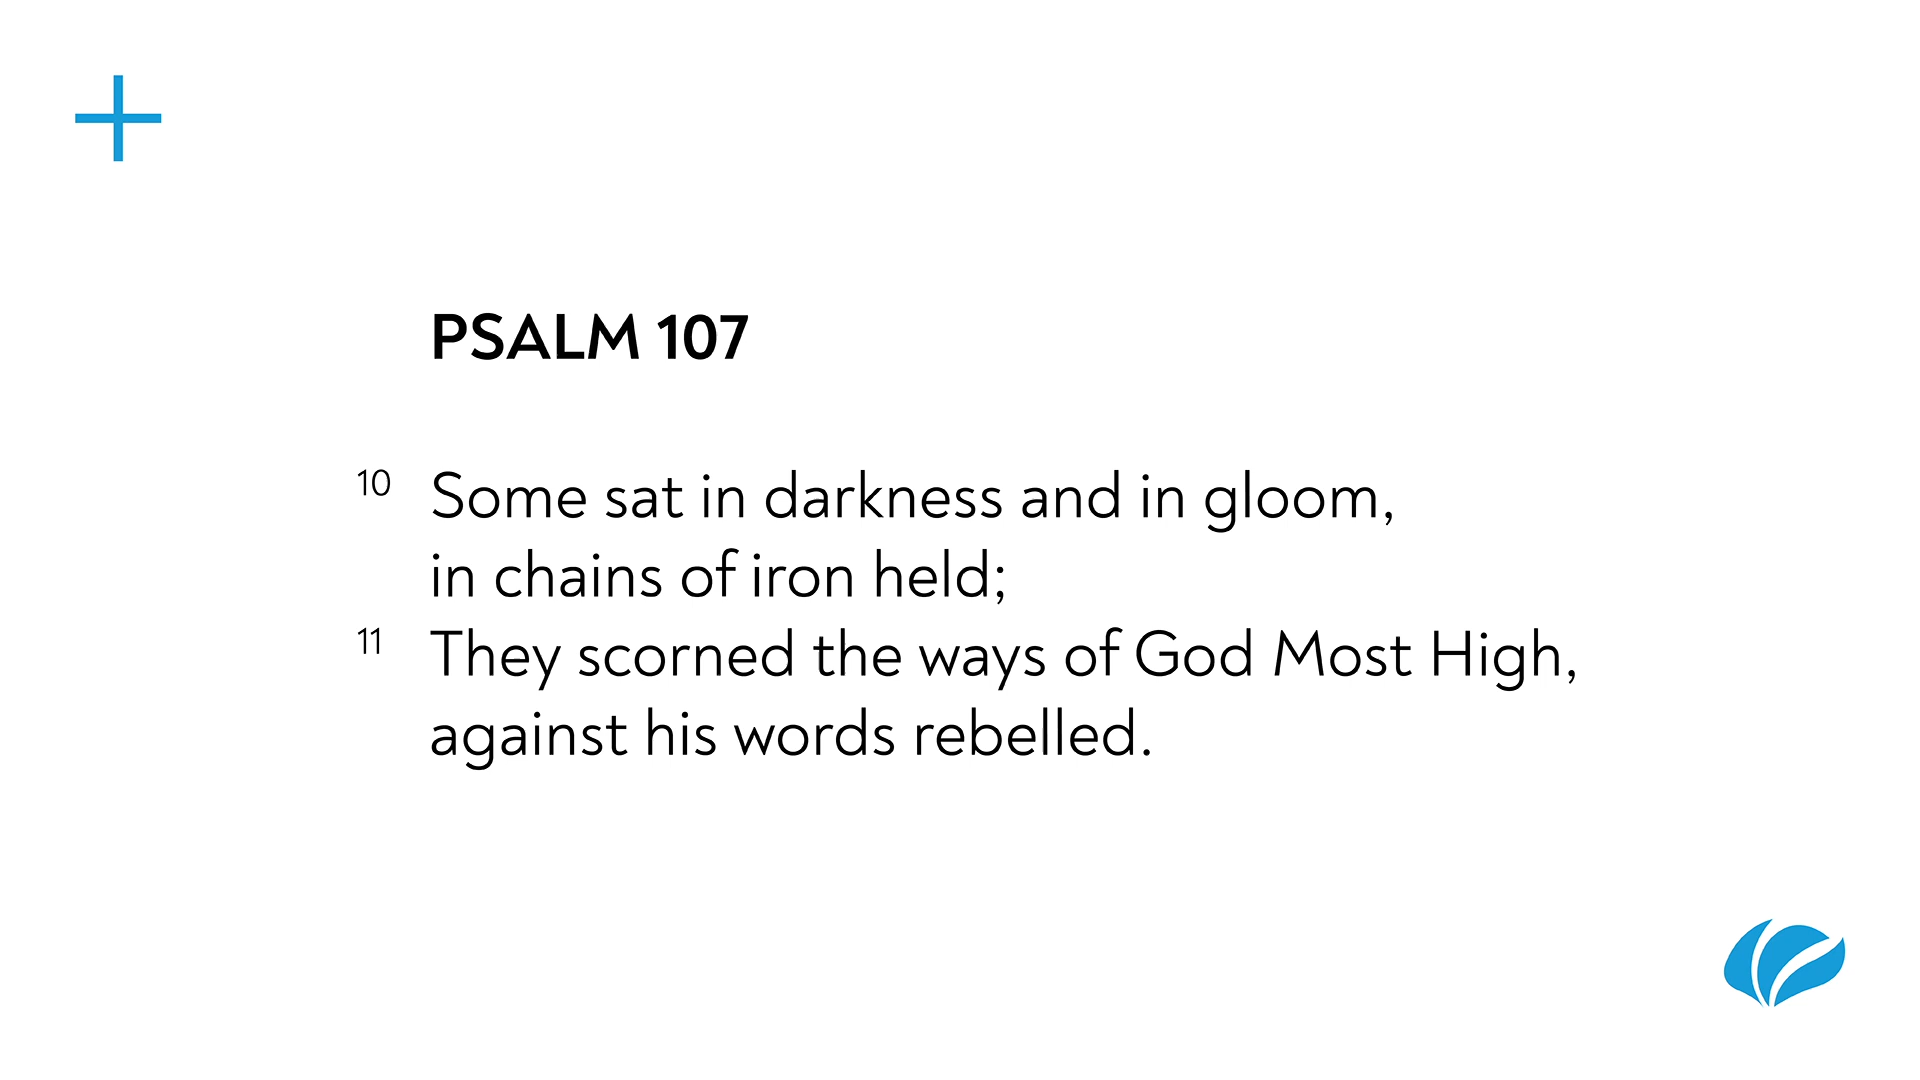 PSALM 107
10 Some sat in darkness and in gloom,
in chains of iron held;
11 They scorned the ways of God Most High,
against his words rebelled.